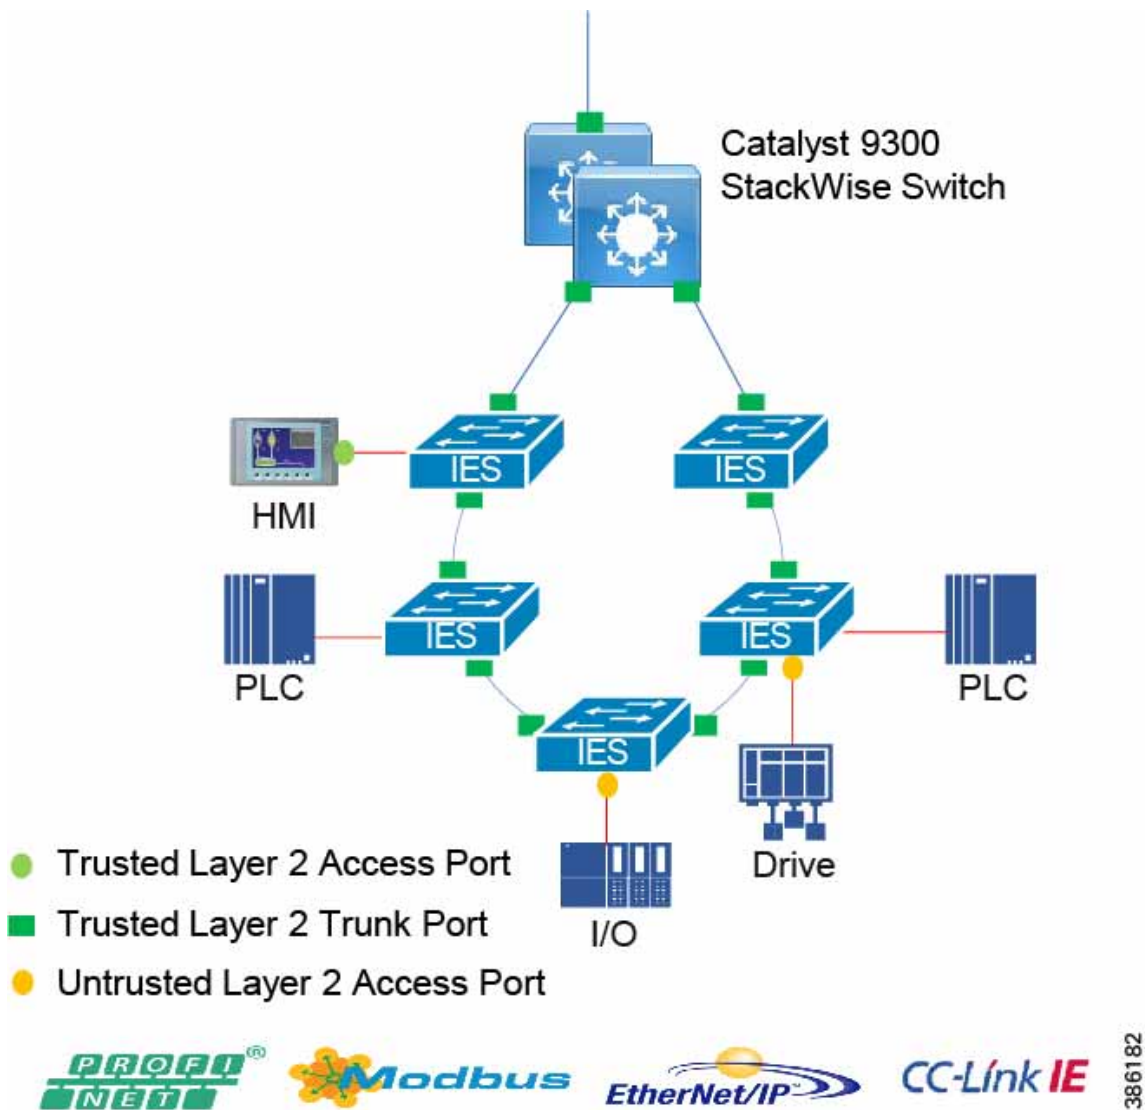 Catalyst 9300
StackWise Switch
IES
IES
HMI
IES
IES
PLC
PLC
IES
Drive
I/O
Trusted Layer 2 Access Port
Trusted Layer 2 Trunk Port
Untrusted Layer 2 Access Port
PROFI
NET
®
Modbus
EtherNet/IP™
CC-Link IE
386182